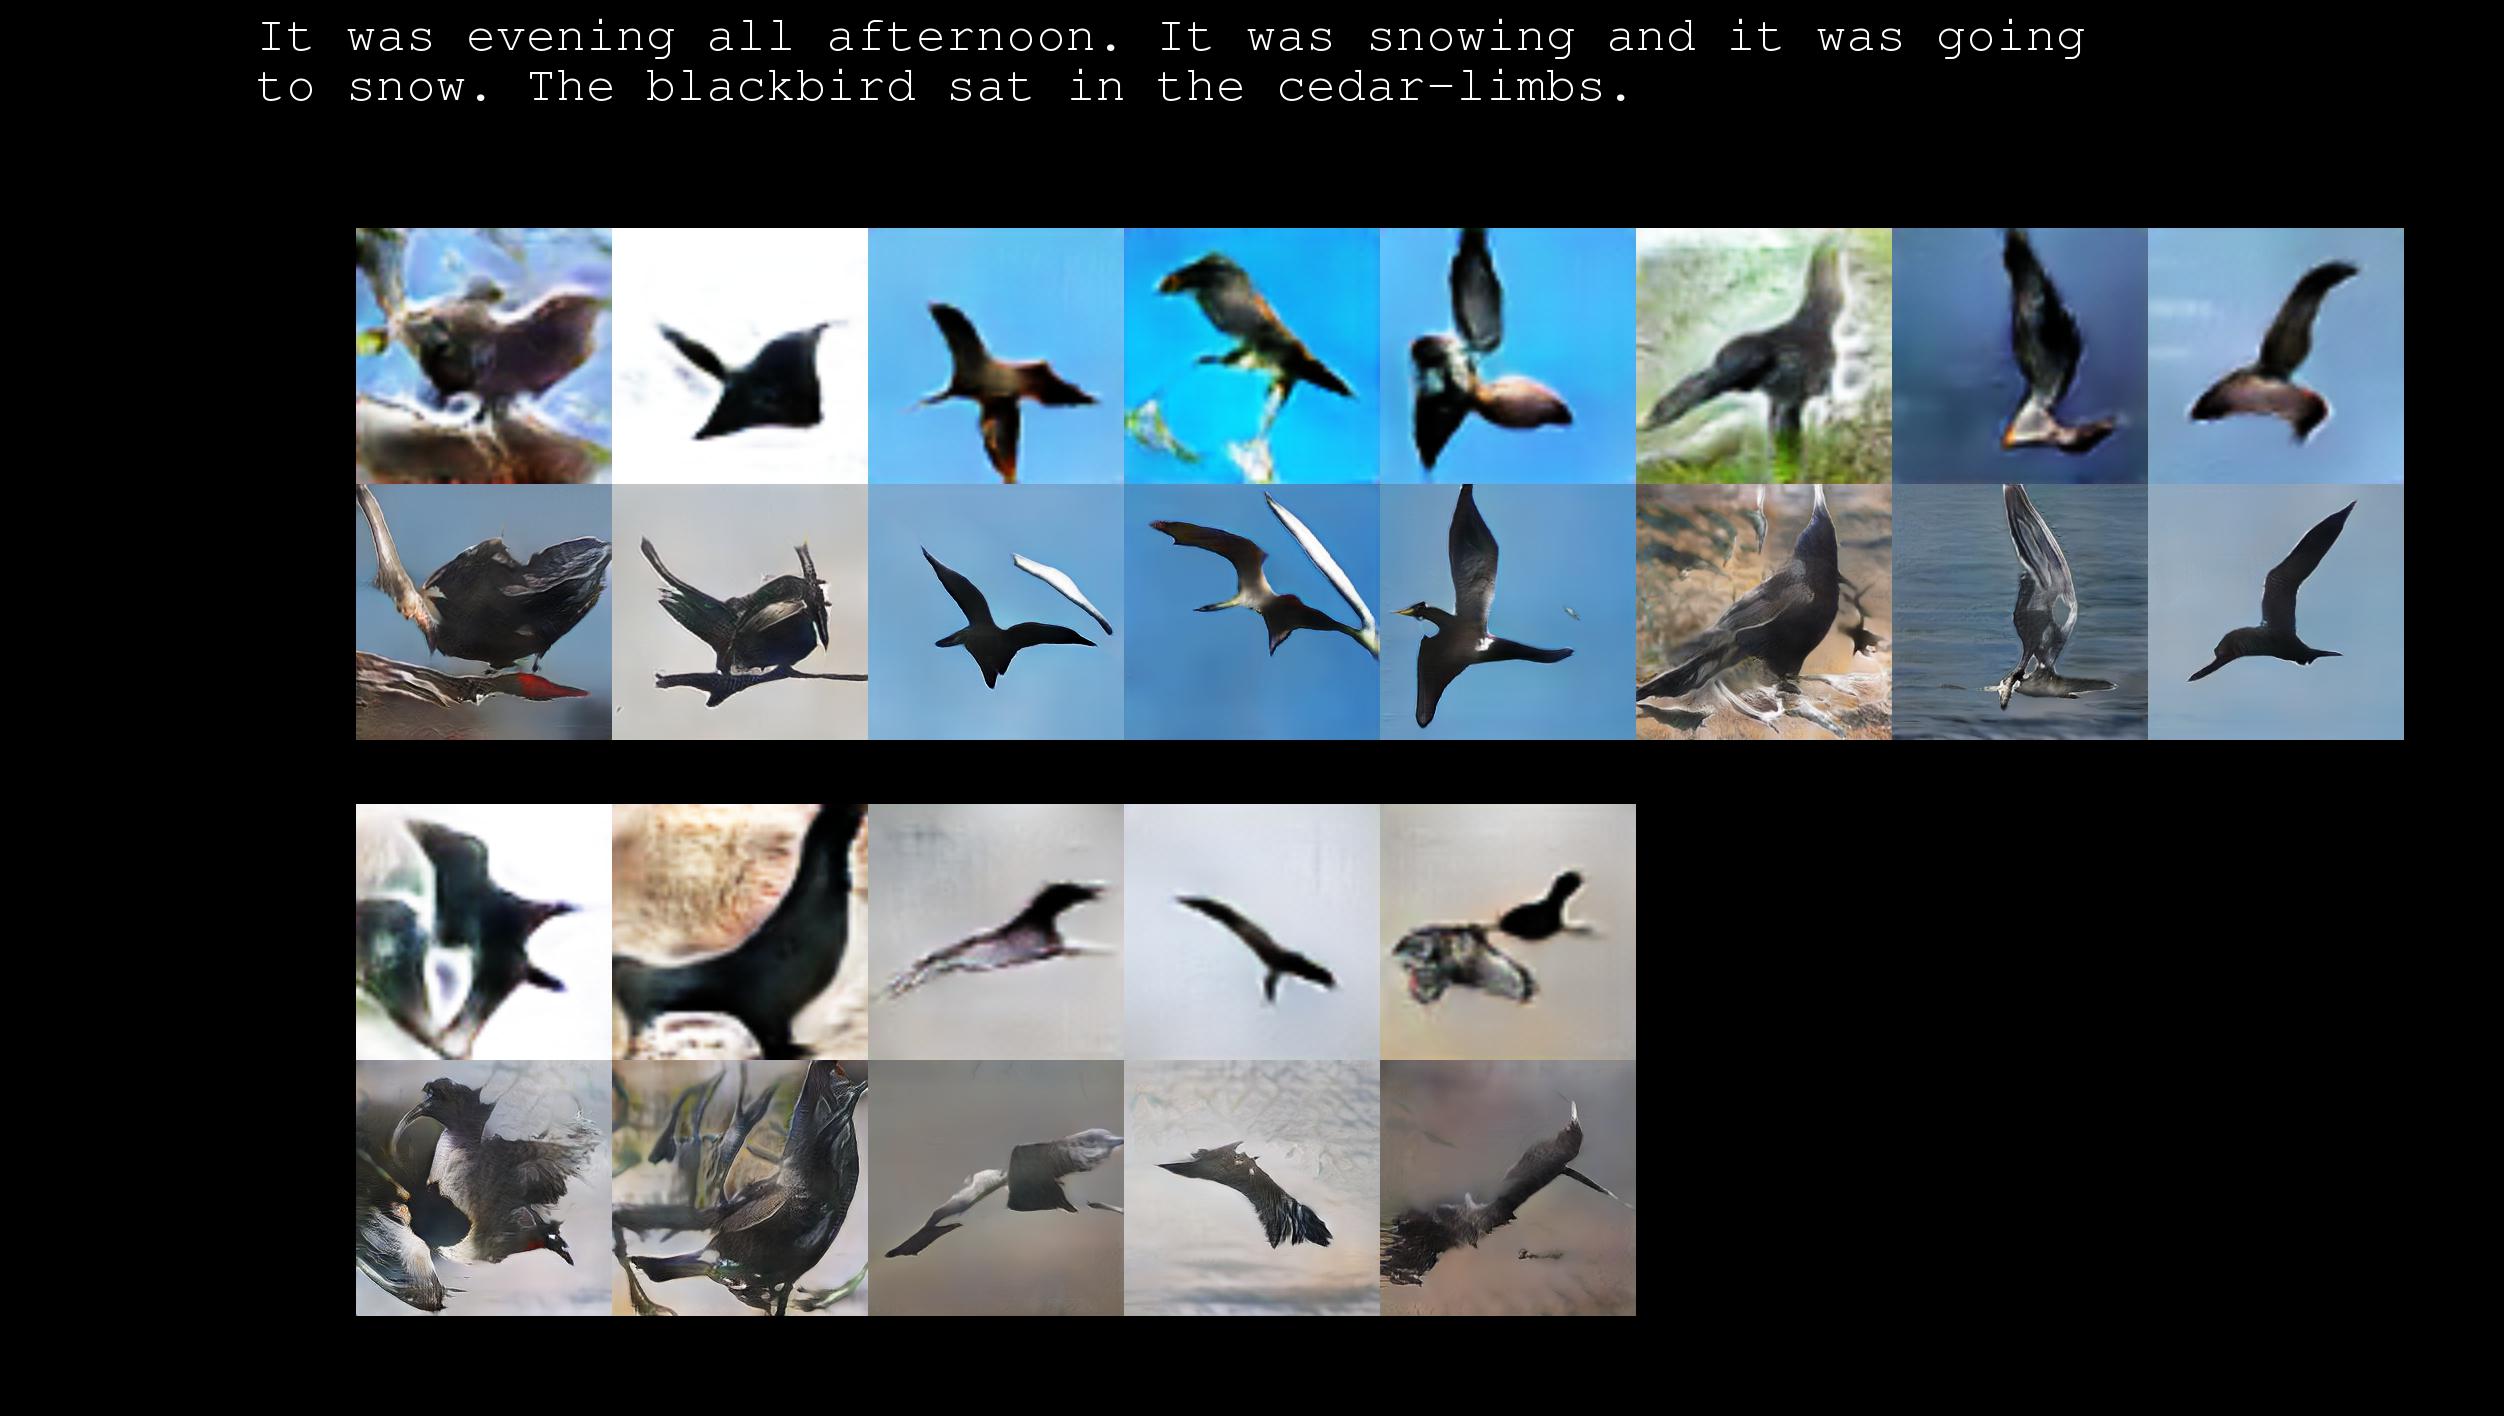 It was evening all afternoon. It was snowing and it was going
to snow. The blackbird sat in the cedar-limbs.